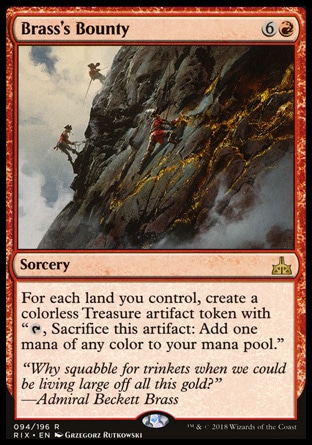 Brass's Bounty 6
Sorcery
For each land you control, create a
colorless Treasure artifact token with
“, Sacrifice this artifact: Add one
mana of any color to your mana pool.”
“Why squabble for trinkets when we could
be living large off all this gold?”
—Admiral Beckett Brass
094/196 R
RIX • EN Grzegorz Rutkowski
™ & © 2018 Wizards of the Coast